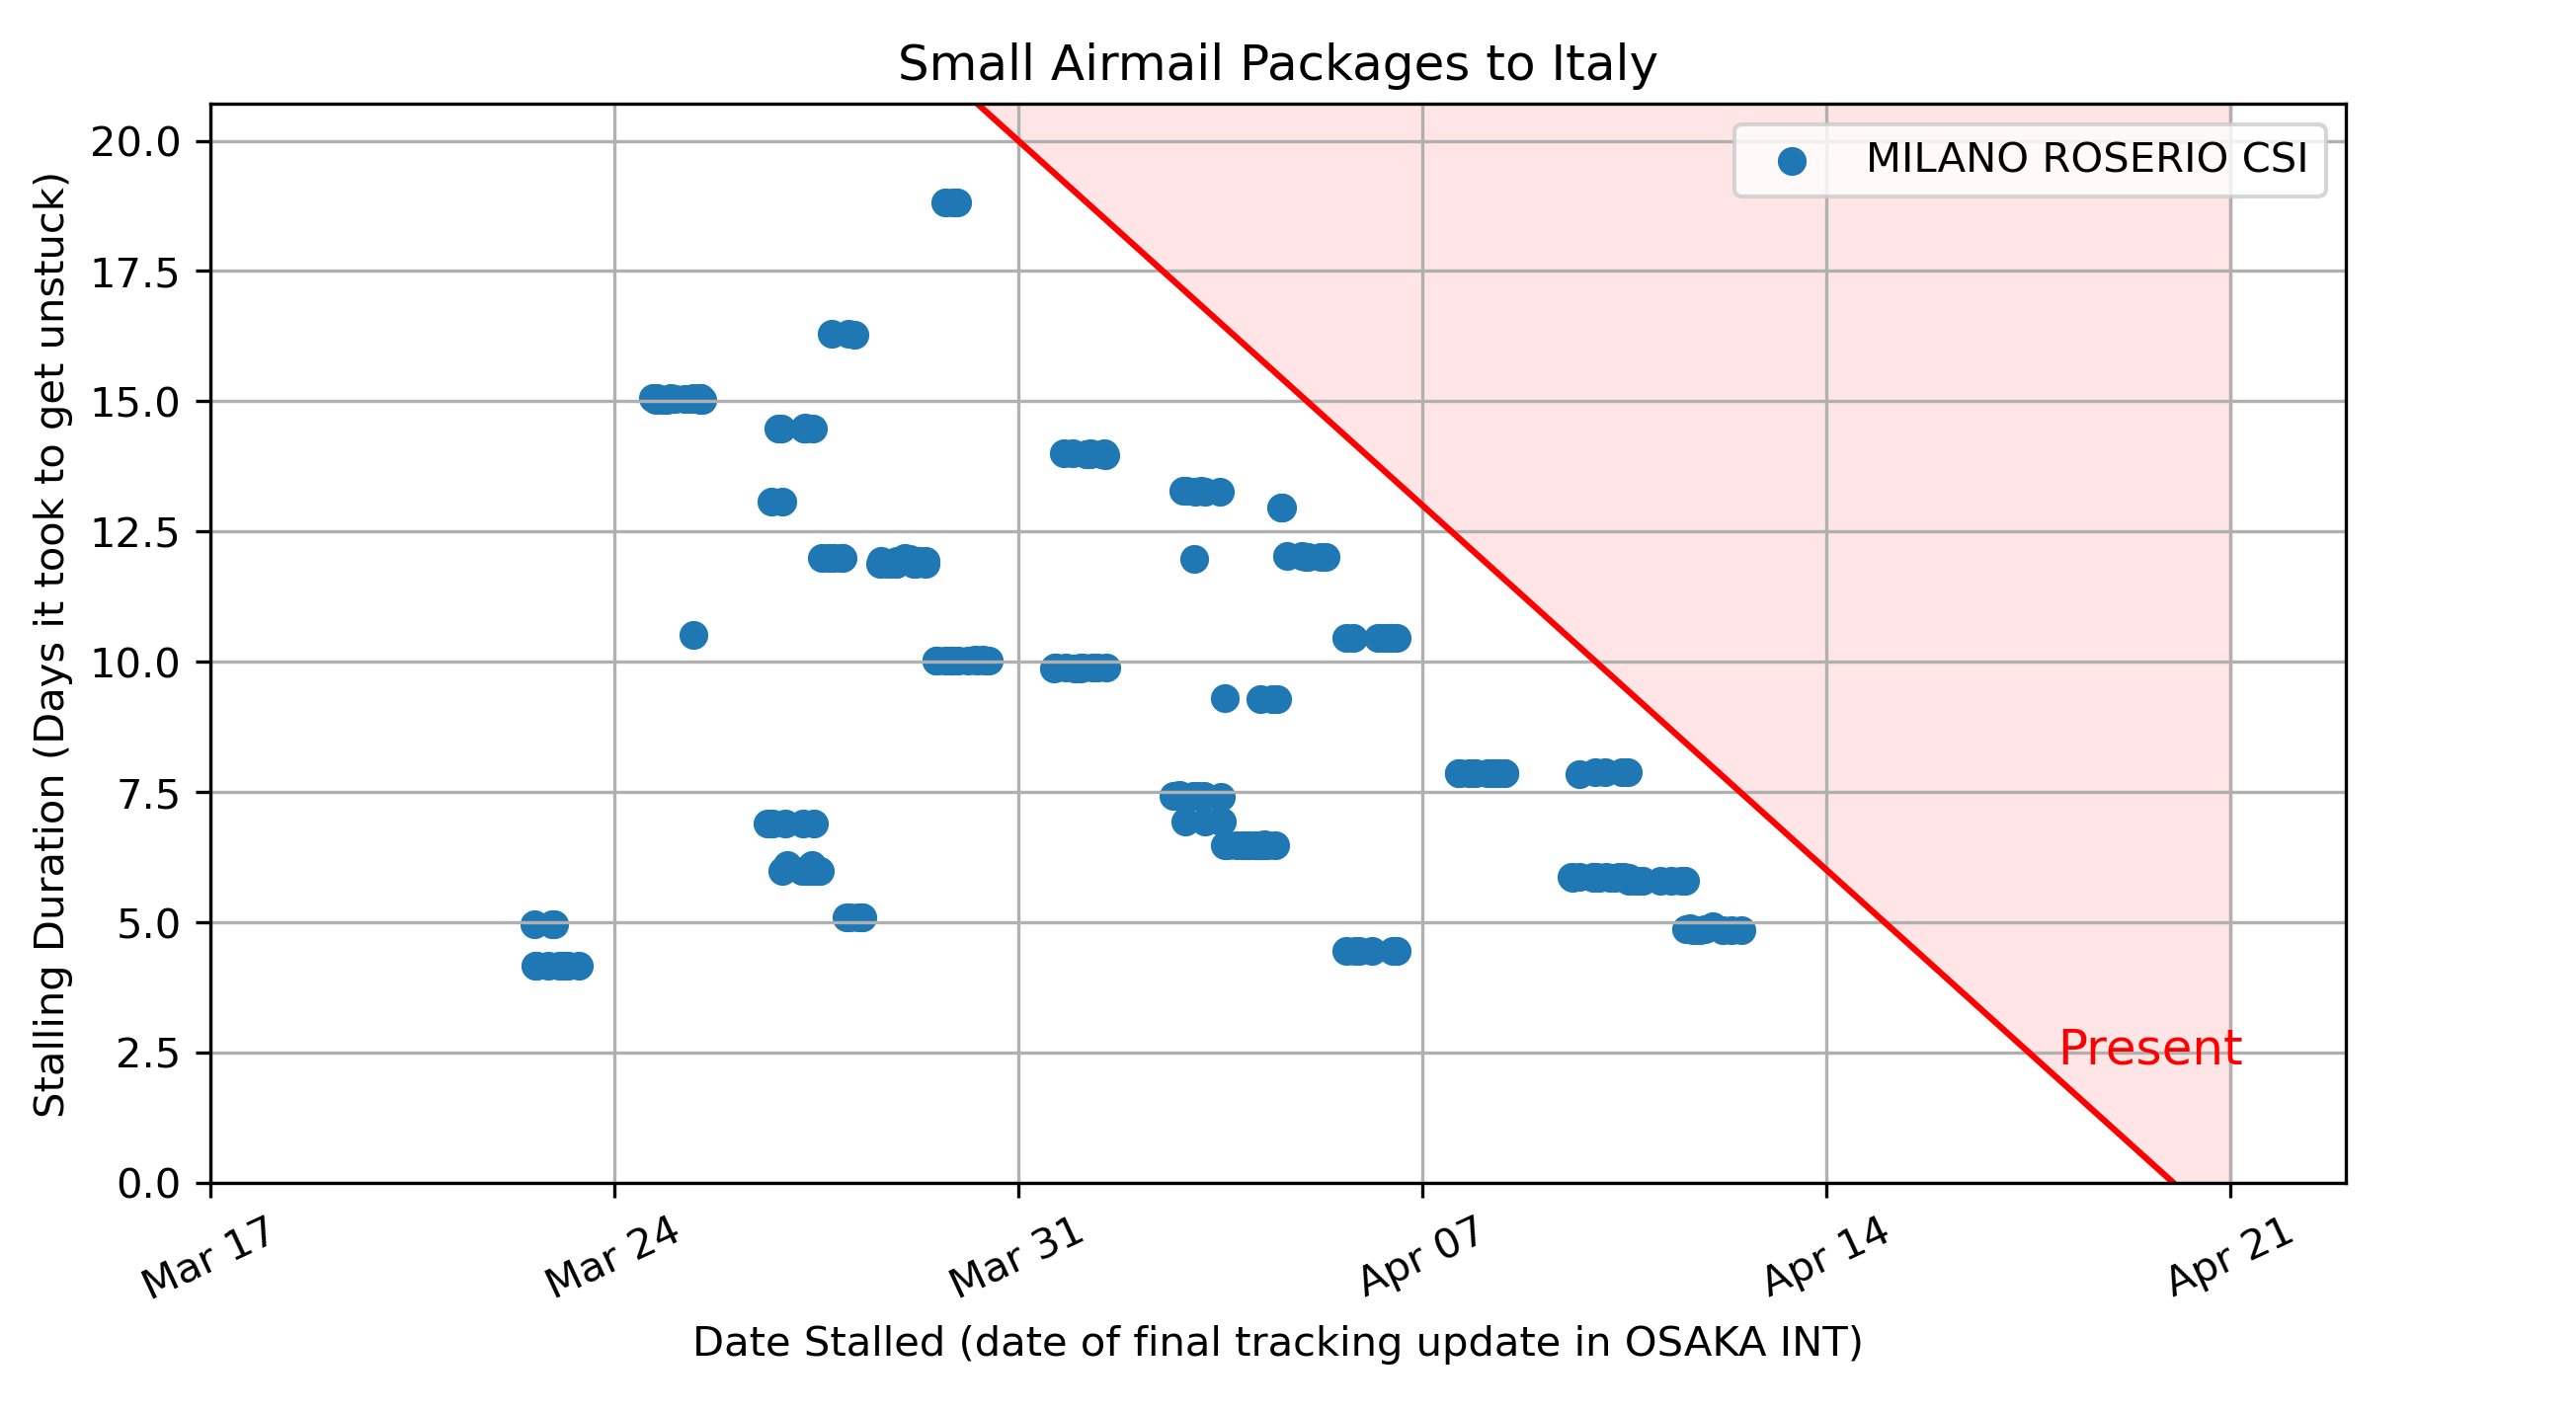 Small Airmail Packages to Italy
MILANO ROSERIO CSI
Stalling Duration (Days it took to get unstuck)
20.0
17.5
15.0
12.5
10.0
7.5
5.0
2.5
0.0
Present
Mar 17
Mar 24
Mar 31
Apr 07
Apr 14
Apr 21
Date Stalled (date of final tracking update in OSAKA INT)